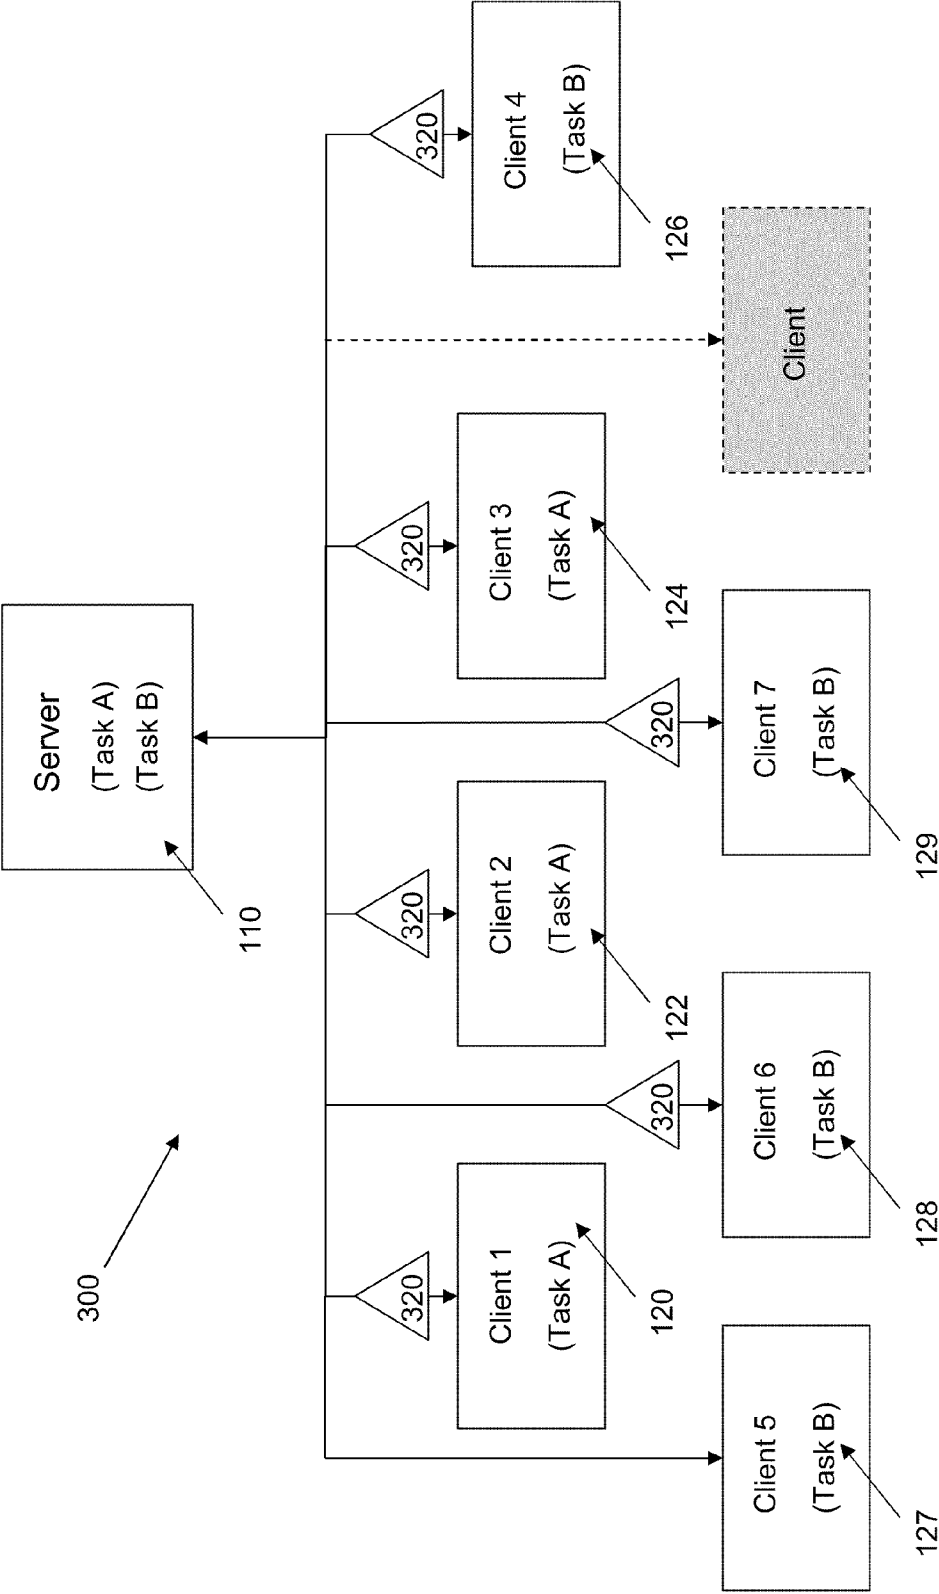 300
Server
(Task A)
(Task B)
110
320
Client 1
(Task A)
120
320
Client 2
(Task A)
122
320
Client 3
(Task A)
124
320
Client 4
(Task B)
126
Client 5
(Task B)
127
320
Client 6
(Task B)
128
320
Client 7
(Task B)
129
Client